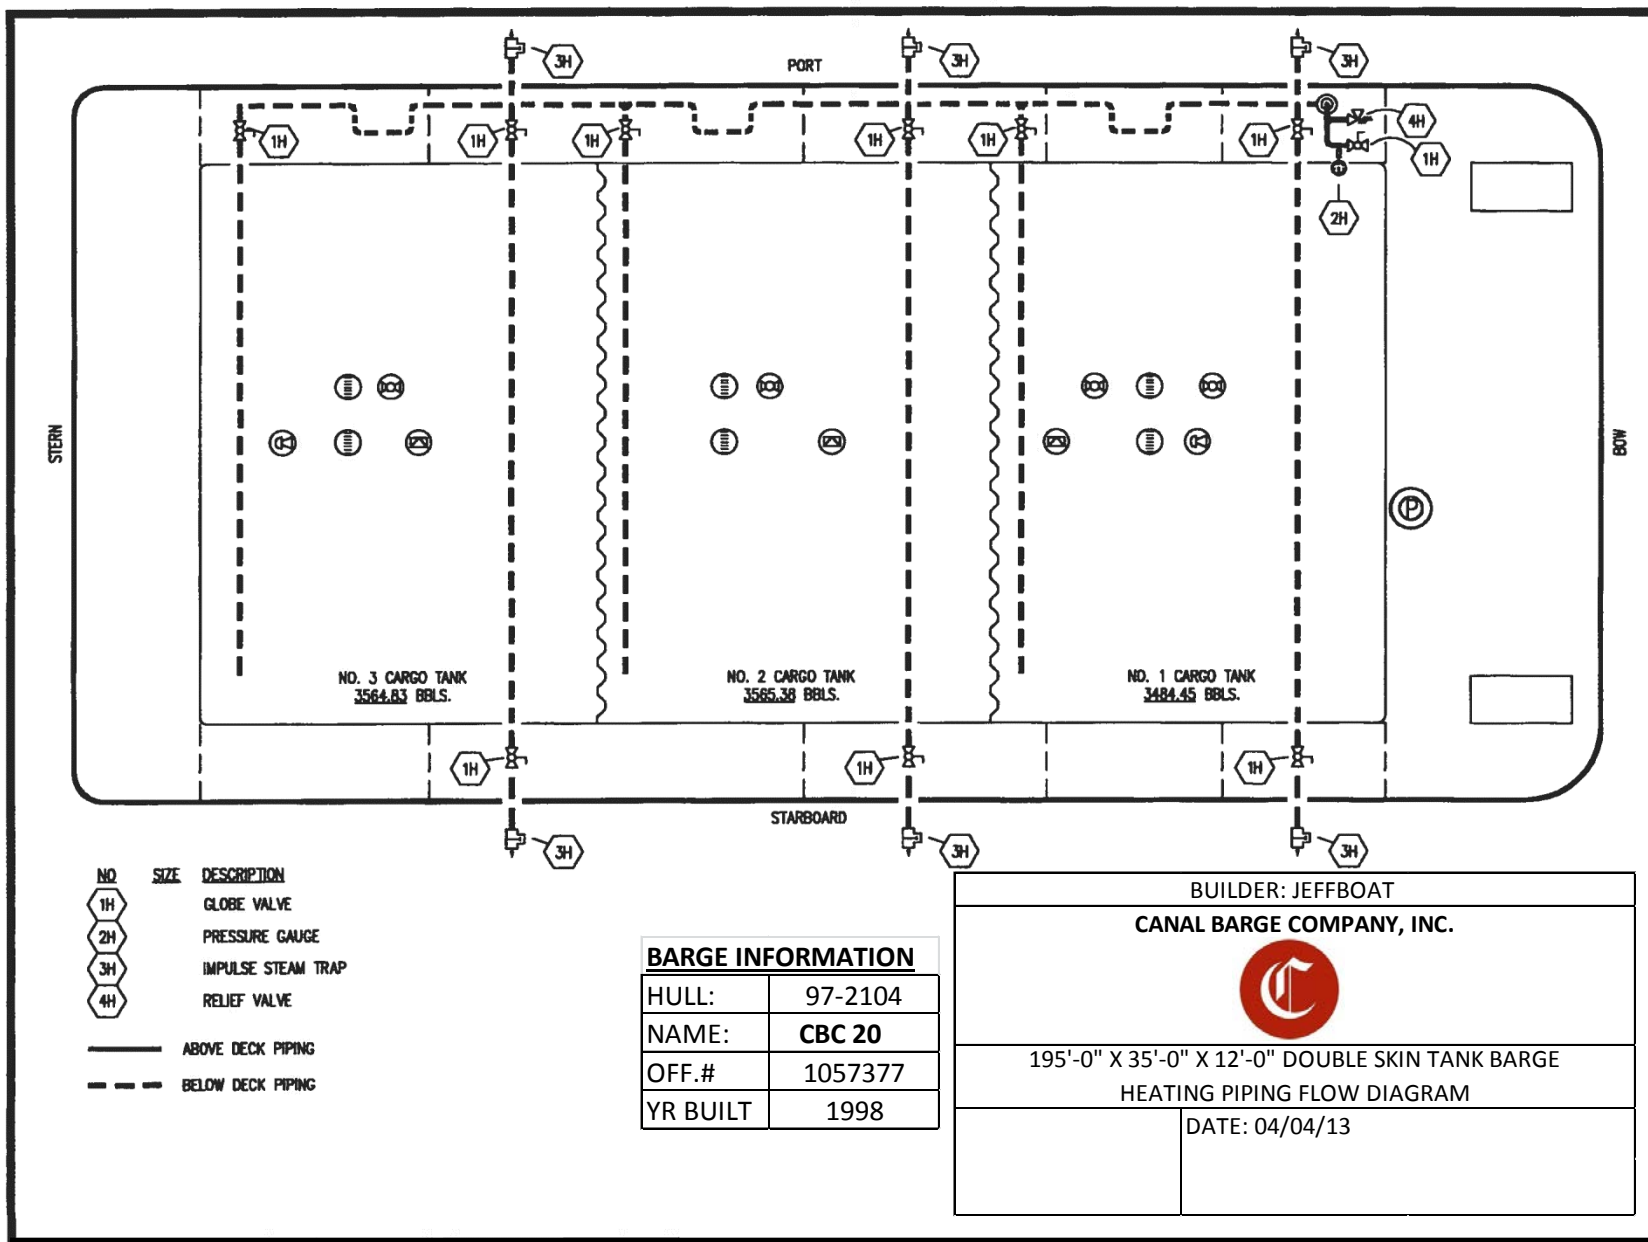 3H
3H
3H
PORT
1H
1H
1H
1H
1H
1H
4H
1H
2H
STERN
BOW
P
NO. 3 CARGO TANK
3564.83 BBLS.
NO. 2 CARGO TANK
3565.38 BBLS.
NO. 1 CARGO TANK
3484.45 BBLS.
1H
1H
1H
STARBOARD
3H
3H
3H
NO SIZE DESCRIPTION
1H GLOBE VALVE
2H PRESSURE GAUGE
3H IMPULSE STEAM TRAP
4H RELIEF VALVE
ABOVE DECK PIPING
BELOW DECK PIPING
BARGE INFORMATION
HULL: 97-2104
NAME: CBC 20
OFF.# 1057377
YR BUILT 1998
BUILDER: JEFFBOAT
CANAL BARGE COMPANY, INC.
C
195'-0" X 35'-0" X 12'-0" DOUBLE SKIN TANK BARGE
HEATING PIPING FLOW DIAGRAM
DATE: 04/04/13